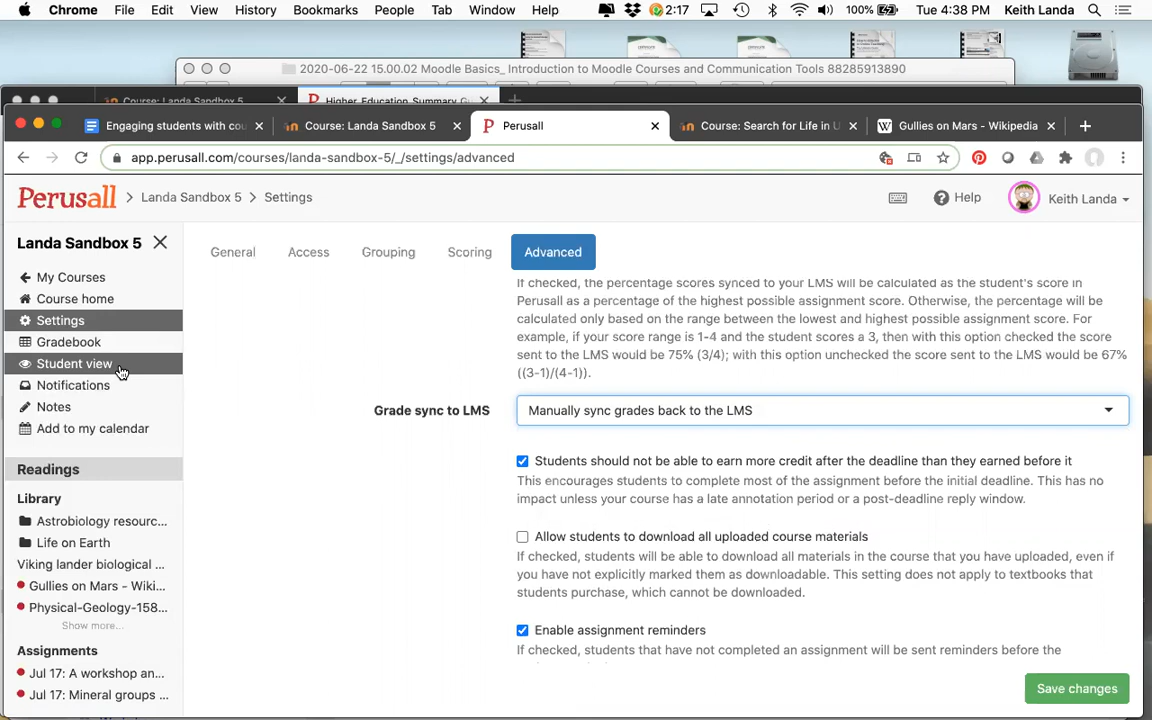 Chrome File Edit View History Bookmarks People Tab Window Help 2:17 100% Tue 4:38 PM Keith Landa
2020-06-22 15.00.02 Moodle Basics_ Introduction to Moodle Courses and Communication Tools 88285913890
Course: Landa Sandbox 5 Higher Education Summary G
Engaging students with cou Course: Landa Sandbox 5 Perusall Course: Search for Life in U Gullies on Mars - Wikipedia
app.perusall.com/courses/landa-sandbox-5/_/settings/advanced
Perusall Landa Sandbox 5 Settings Help Keith Landa
Landa Sandbox 5
My Courses
Course home
Settings
Gradebook
Student view
Notifications
Notes
Add to my calendar
Readings
Library
Astrobiology resourc...
Life on Earth
Viking lander biological ...
Gullies on Mars - Wiki...
Physical-Geology-158...
Show more...
Assignments
Jul 17: A workshop an...
Jul 17: Mineral groups ...
General Access Grouping Scoring Advanced
If checked, the percentage scores synced to your LMS will be calculated as the student's score in
Perusall as a percentage of the highest possible assignment score. Otherwise, the percentage will be
calculated only based on the range between the lowest and highest possible assignment score. For
example, if your score range is 1-4 and the student scores a 3, then with this option checked the score
sent to the LMS would be 75% (3/4); with this option unchecked the score sent to the LMS would be 67%
((3-1)/(4-1)).
Grade sync to LMS Manually sync grades back to the LMS
Students should not be able to earn more credit after the deadline than they earned before it
This encourages students to complete most of the assignment before the initial deadline. This has no
impact unless your course has a late annotation period or a post-deadline reply window.
Allow students to download all uploaded course materials
If checked, students will be able to download all materials in the course that you have uploaded, even if
you have not explicitly marked them as downloadable. This setting does not apply to textbooks that
students purchase, which cannot be downloaded.
Enable assignment reminders
If checked, students that have not completed an assignment will be sent reminders before the
Save changes